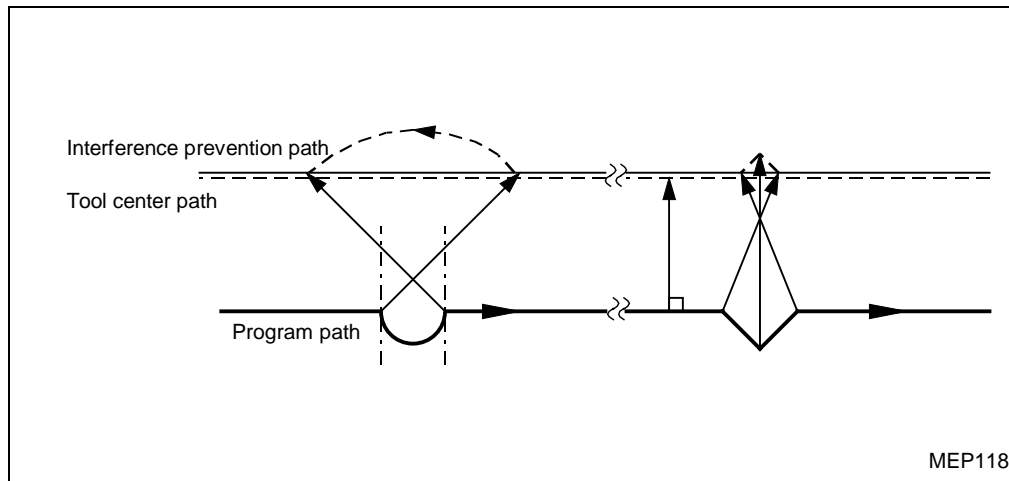 Interference prevention path
Tool center path
Program path
MEP118